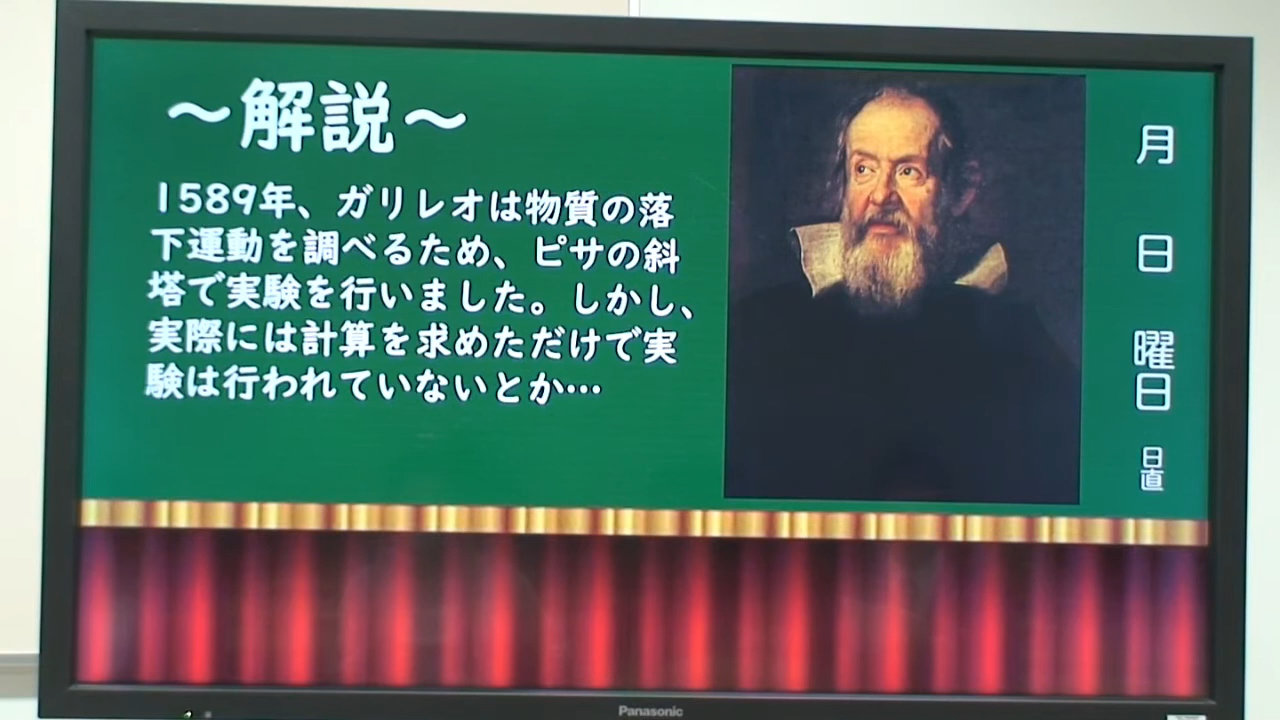 ～解説～
1589年、ガリレオは物質の落
下運動を調べるため、ピサの斜
塔で実験を行いました。しかし、
実際には計算を求めただけで実
験は行われていないとか…
月
日
曜日
日直
Panasonic